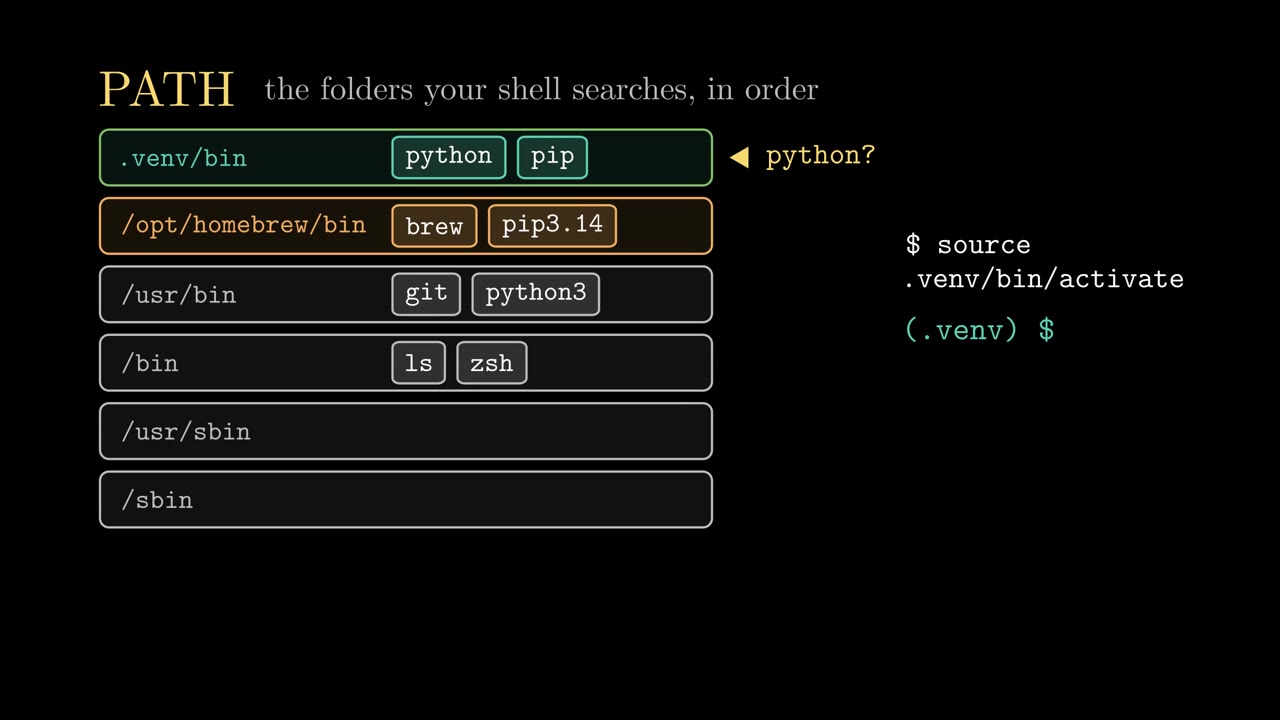 PATH the folders your shell searches, in order
.venv/bin python pip ◀ python?
/opt/homebrew/bin brew pip3.14
/usr/bin git python3
/bin ls zsh
/usr/sbin
/sbin
$ source
.venv/bin/activate
(.venv) $